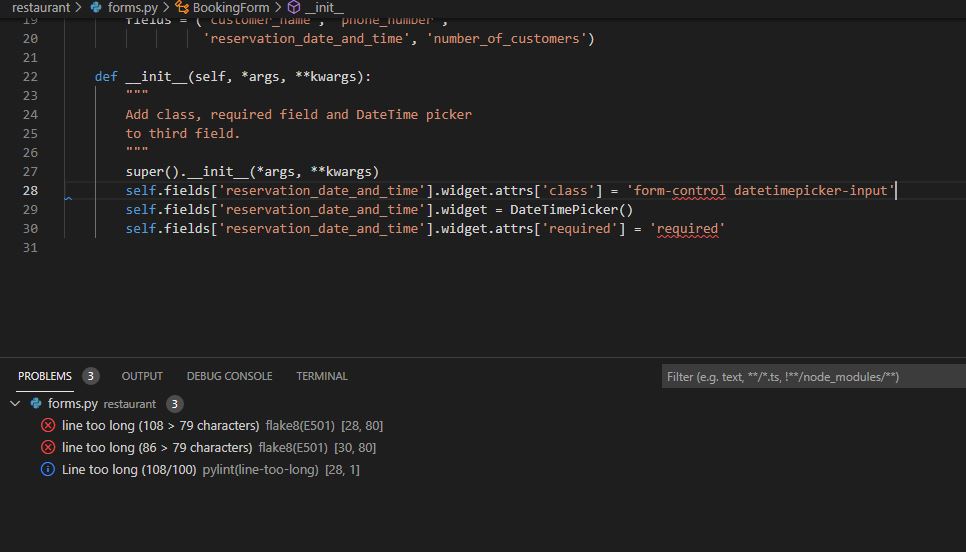 restaurant > forms.py > BookingForm > __init__
19 fields = ('customer_name', 'phone_number',
20 'reservation_date_and_time', 'number_of_customers')
21
22 def __init__(self, *args, **kwargs):
23 """
24 Add class, required field and DateTime picker
25 to third field.
26 """
27 super().__init__(*args, **kwargs)
28 self.fields['reservation_date_and_time'].widget.attrs['class'] = 'form-control datetimepicker-input'
29 self.fields['reservation_date_and_time'].widget = DateTimePicker()
30 self.fields['reservation_date_and_time'].widget.attrs['required'] = 'required'
31
PROBLEMS 3 OUTPUT DEBUG CONSOLE TERMINAL Filter (e.g. text, **/*.ts, !**/node_modules/**)
forms.py restaurant 3
line too long (108 > 79 characters) flake8(E501) [28, 80]
line too long (86 > 79 characters) flake8(E501) [30, 80]
Line too long (108/100) pylint(line-too-long) [28, 1]